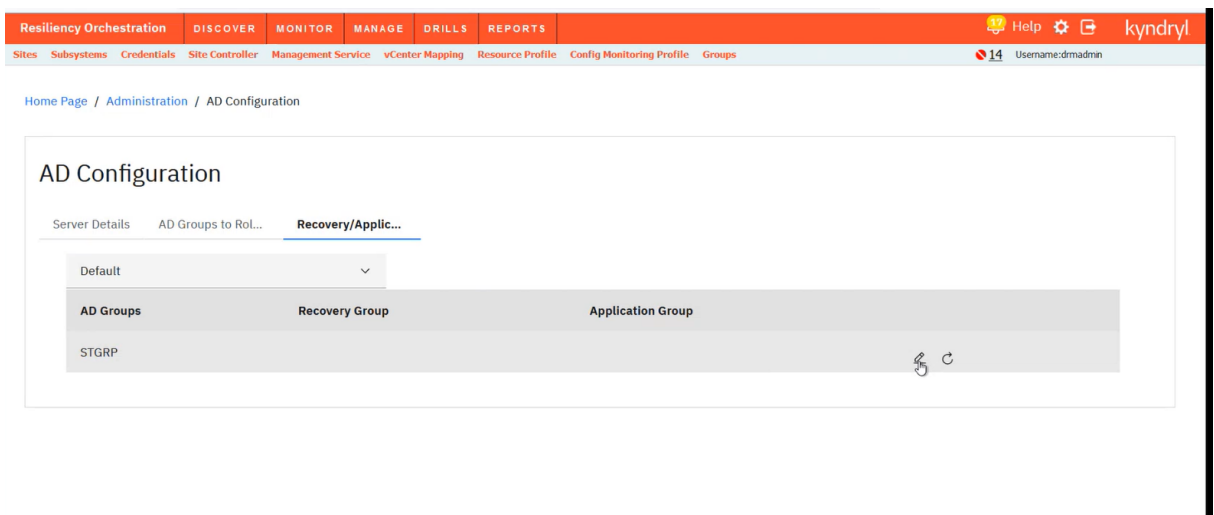 Resiliency Orchestration DISCOVER MONITOR MANAGE DRILLS REPORTS 17 Help kyndryl
Sites Subsystems Credentials Site Controller Management Service vCenter Mapping Resource Profile Config Monitoring Profile Groups 14 Username:drmadmin
Home Page / Administration / AD Configuration
AD Configuration
Server Details AD Groups to Rol... Recovery/Applic...
Default
AD Groups Recovery Group Application Group
STGRP